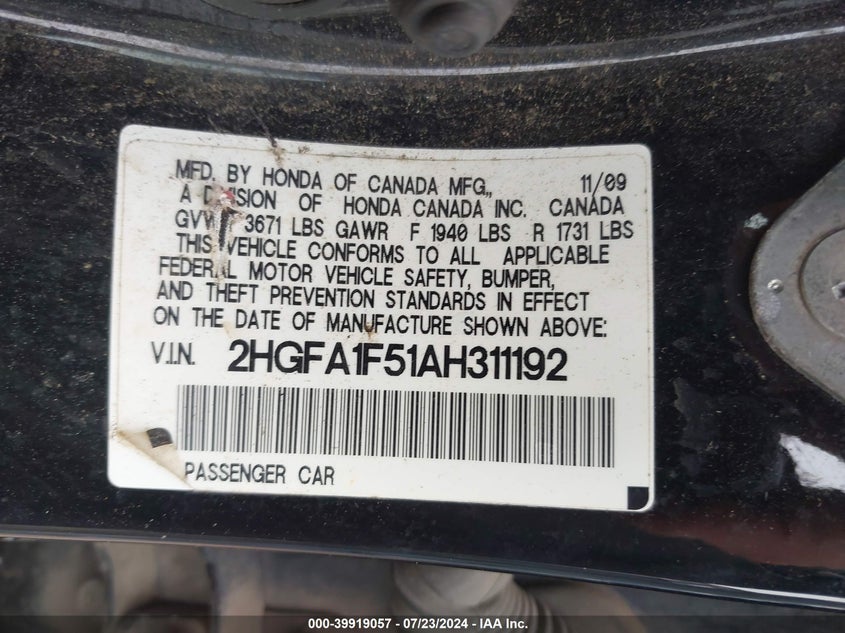 MFD. BY HONDA OF CANADA MFG., 11/09
A DIVISION OF HONDA CANADA INC. CANADA
GVWR 3671 LBS GAWR F 1940 LBS R 1731 LBS
THIS VEHICLE CONFORMS TO ALL APPLICABLE
FEDERAL MOTOR VEHICLE SAFETY, BUMPER,
AND THEFT PREVENTION STANDARDS IN EFFECT
ON THE DATE OF MANUFACTURE SHOWN ABOVE:
V.I.N. 2HGFA1F51AH311192
PASSENGER CAR
000-39919057 - 07/23/2024 - IAA Inc.